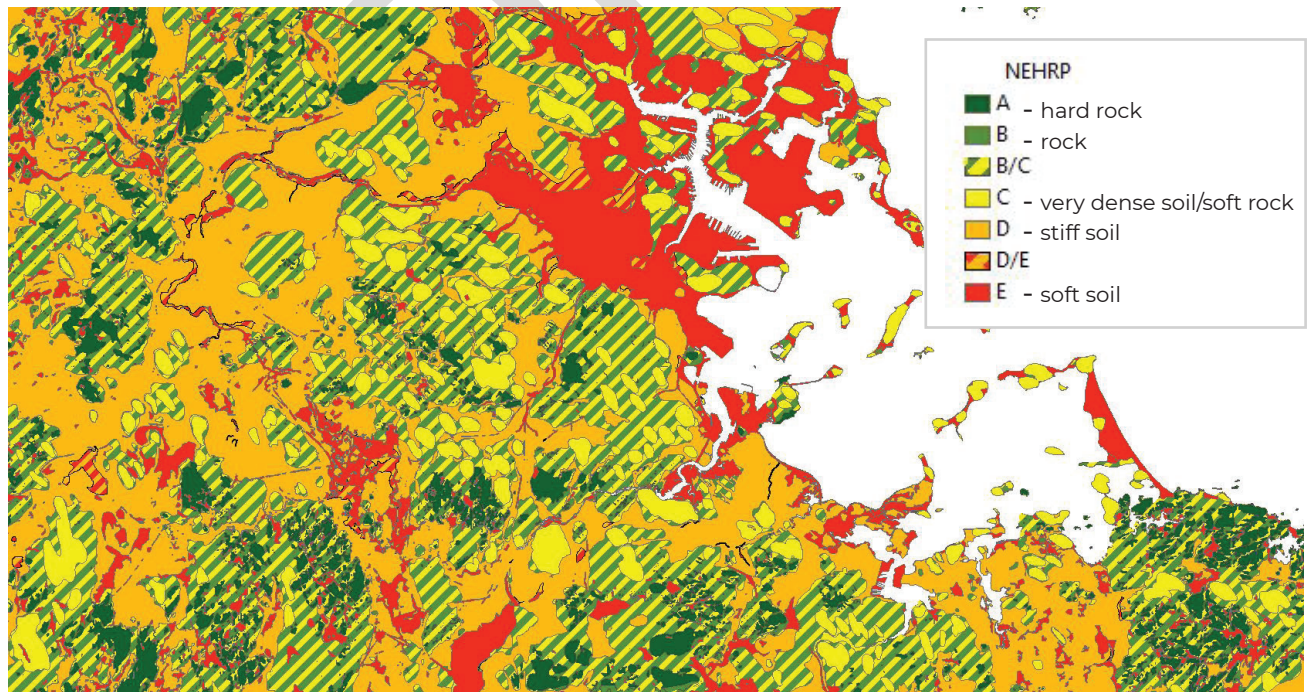 NEHRP
A - hard rock
B - rock
B/C
C - very dense soil/soft rock
D - stiff soil
D/E
E - soft soil